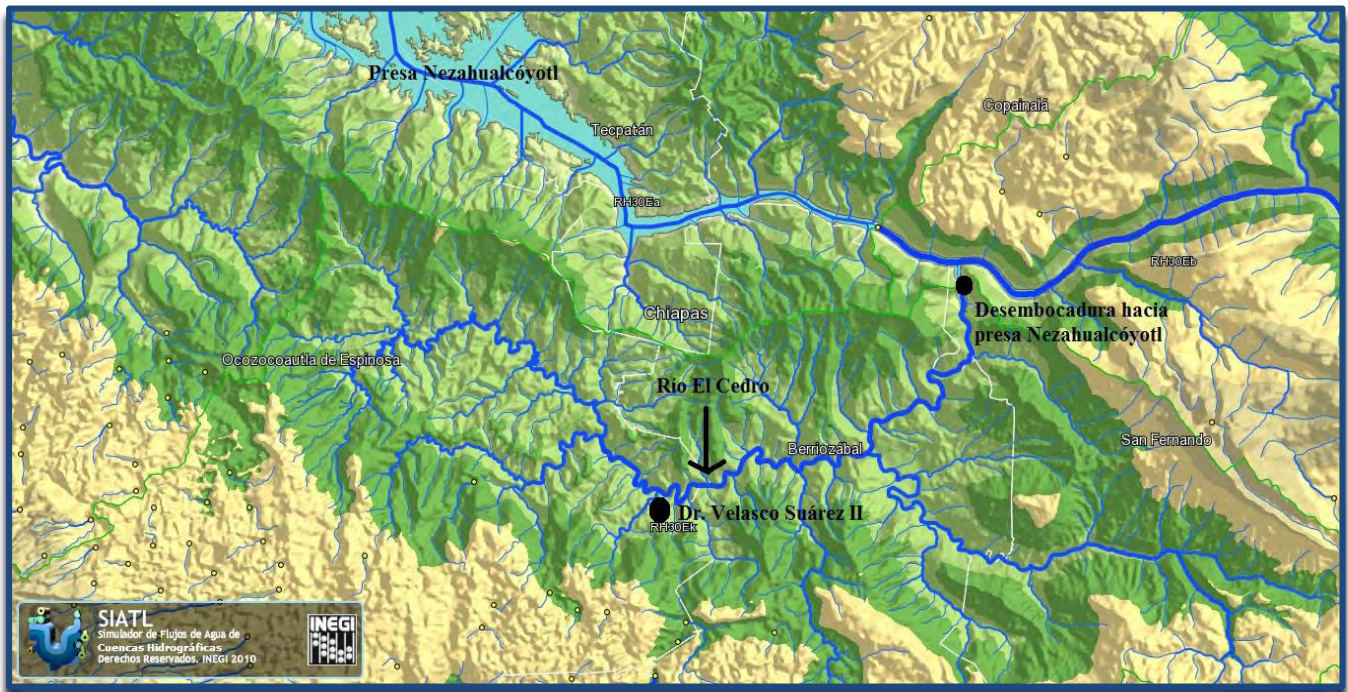 Presa Nezahualcóyotl
Copainalá
Tecpatán
RH30Ea
RH30Eb
Chiapas
Desembocadura hacia
presa Nezahualcóyotl
Ocozocoautla de Espinosa
Río El Cedro
San Fernando
Berriozábal
Dr. Velasco Suárez II
RH30Ek
SIATL
Simulador de Flujos de Agua de
Cuencas Hidrográficas
Derechos Reservados. INEGI 2010
INEGI